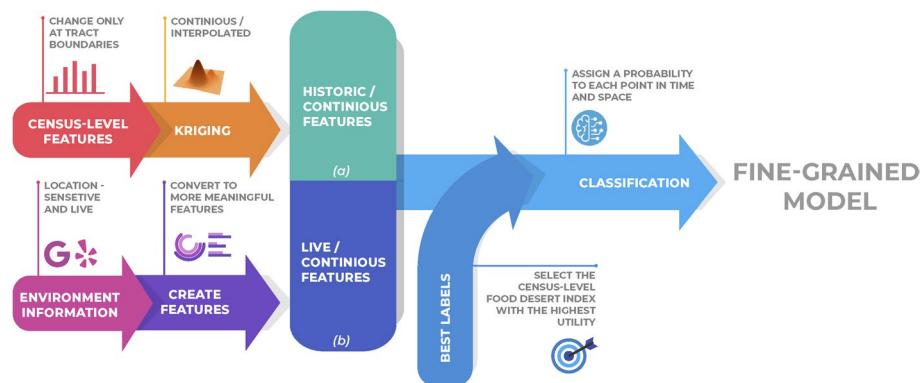 CHANGE ONLY
AT TRACT
BOUNDARIES
CONTINIOUS /
INTERPOLATED
CENSUS-LEVEL
FEATURES
KRIGING
HISTORIC /
CONTINIOUS
FEATURES
(a)
LOCATION -
SENSETIVE
AND LIVE
CONVERT TO
MORE MEANINGFUL
FEATURES
G
ENVIRONMENT
INFORMATION
CREATE
FEATURES
LIVE /
CONTINIOUS
FEATURES
(b)
ASSIGN A PROBABILITY
TO EACH POINT IN TIME
AND SPACE
CLASSIFICATION
BEST LABELS
SELECT THE
CENSUS-LEVEL
FOOD DESERT INDEX
WITH THE HIGHEST
UTILITY
FINE-GRAINED
MODEL